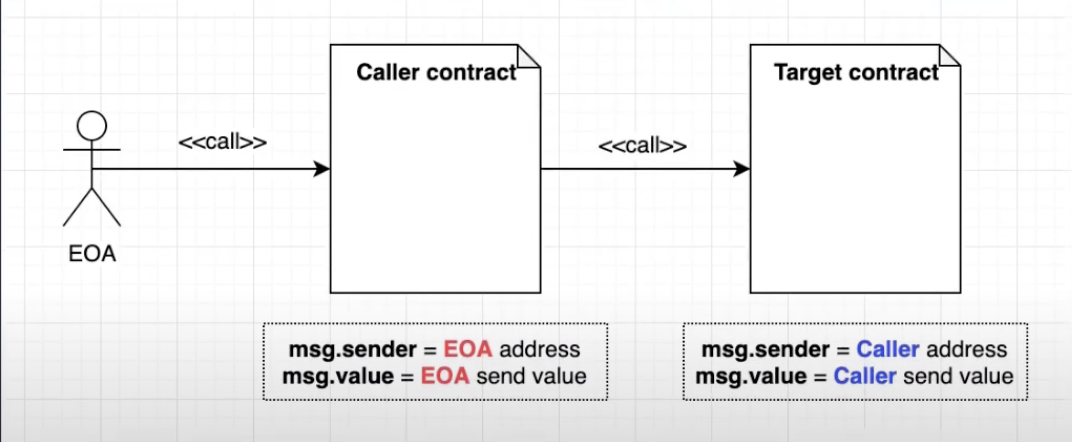 Caller contract
Target contract
<<call>>
<<call>>
EOA
msg.sender = EOA address
msg.value = EOA send value
msg.sender = Caller address
msg.value = Caller send value